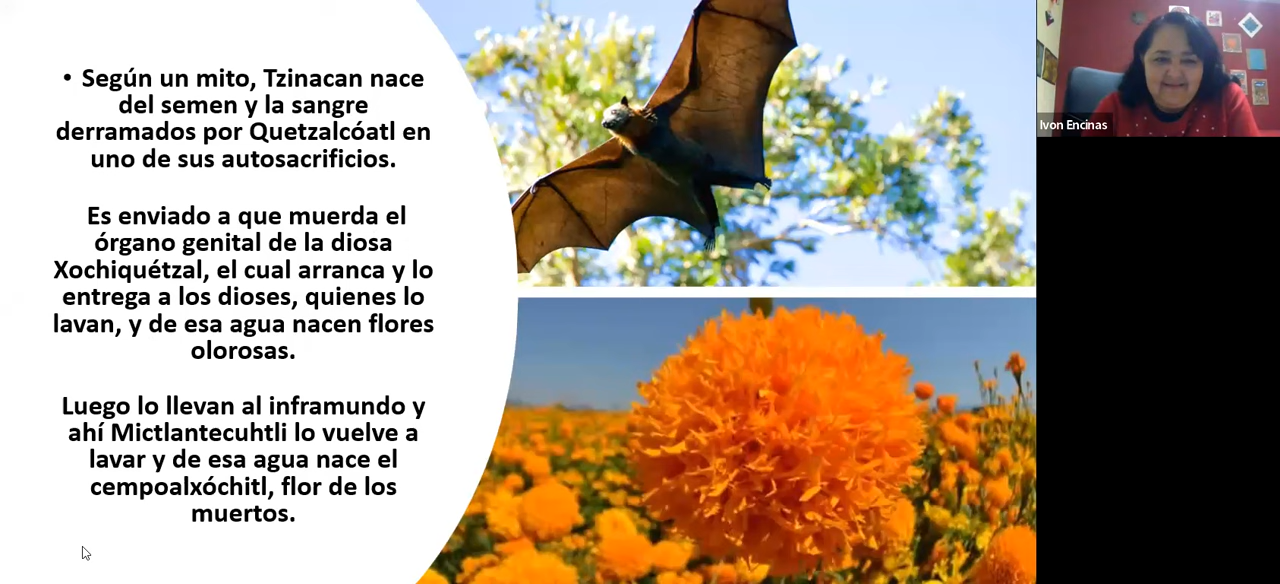 • Según un mito, Tzinacan nace
del semen y la sangre
derramados por Quetzalcóatl en
uno de sus autosacrificios.
Es enviado a que muerda el
órgano genital de la diosa
Xochiquétzal, el cual arranca y lo
entrega a los dioses, quienes lo
lavan, y de esa agua nacen flores
olorosas.
Luego lo llevan al inframundo y
ahí Mictlantecuhtli lo vuelve a
lavar y de esa agua nace el
cempoalxóchitl, flor de los
muertos.
Ivon Encinas